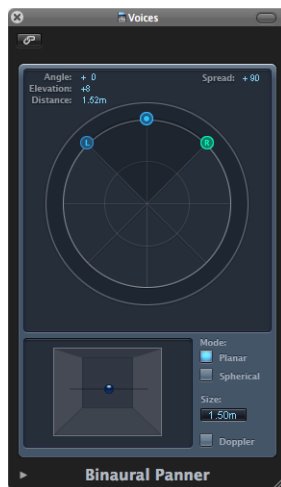 Voices
Angle: + 0 Spread: + 90
Elevation: +8
Distance: 1.52m
L R
Mode:
Planar
Spherical
Size:
1.50m
Doppler
Binaural Panner